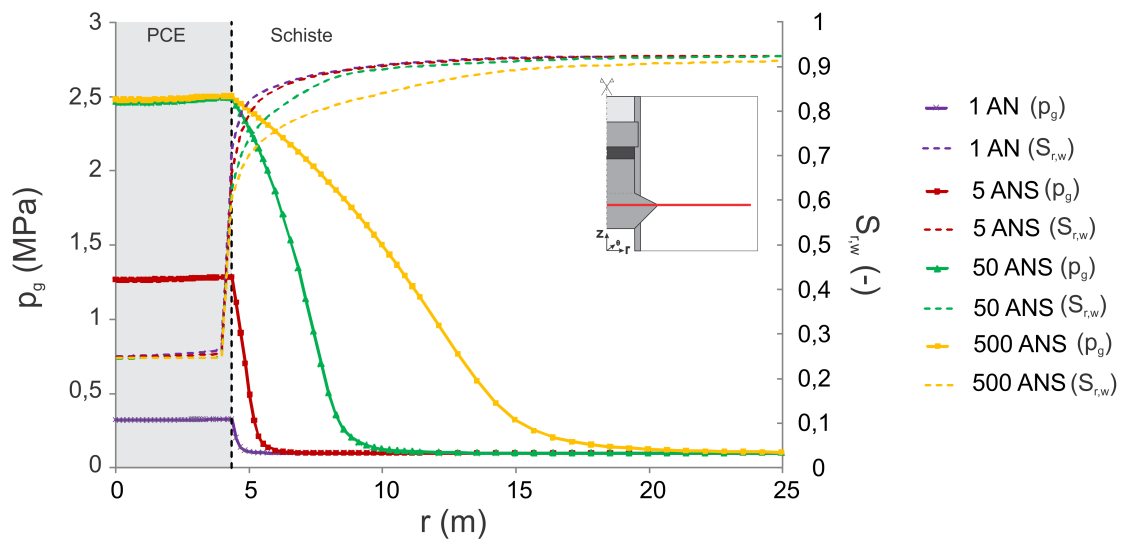 PCE
Schiste
3
2,5
2
1,5
1
0,5
0
p_g (MPa)
0
5
10
15
20
25
r (m)
1
0,9
0,8
0,7
0,6
0,5
0,4
0,3
0,2
0,1
0
S_r,w (-)
z
θ
r
1 AN (p_g)
1 AN (S_r,w)
5 ANS (p_g)
5 ANS (S_r,w)
50 ANS (p_g)
50 ANS (S_r,w)
500 ANS (p_g)
500 ANS (S_r,w)